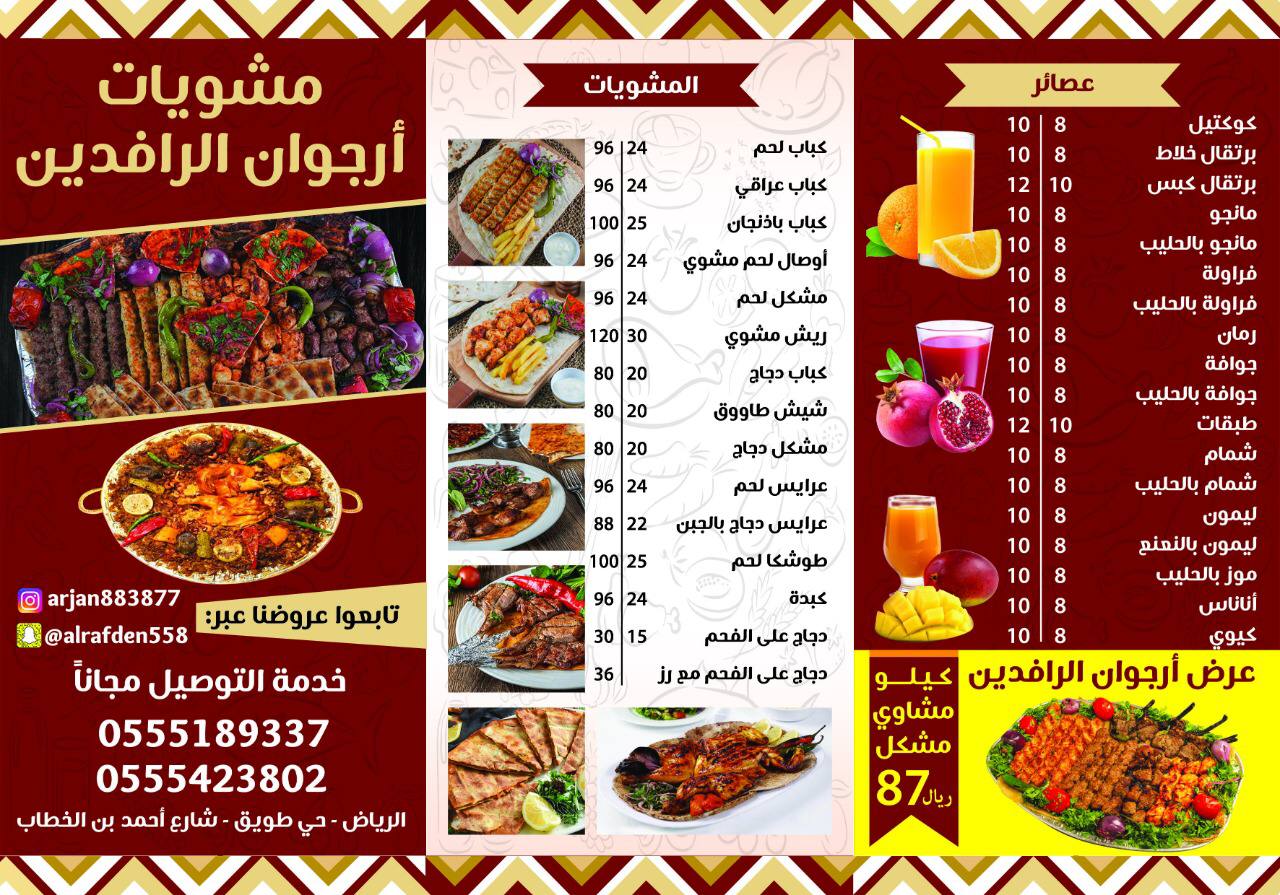 عصائر
كوكتيل 8 10
برتقال خلاط 8 10
برتقال كبس 10 12
مانجو 8 10
مانجو بالحليب 8 10
فراولة 8 10
فراولة بالحليب 8 10
رمان 8 10
جوافة 8 10
جوافة بالحليب 8 10
طبقات 10 12
شمام 8 10
شمام بالحليب 8 10
ليمون 8 10
ليمون بالنعنع 8 10
موز بالحليب 8 10
أناناس 8 10
كيوي 8 10
عرض أرجوان الرافدين
كيلـــو
مشاوي
مشكل
87 ريال
المشويات
كباب لحم 24 96
كباب عراقي 24 96
كباب باذنجان 25 100
أوصال لحم مشوي 24 96
مشكل لحم 24 96
ريش مشوي 30 120
كباب دجاج 20 80
شيش طاووق 20 80
مشكل دجاج 20 80
عرايس لحم 24 96
عرايس دجاج بالجبن 22 88
طوشكا لحم 25 100
كبدة 24 96
دجاج على الفحم 15 30
دجاج على الفحم مع رز 36
مشويات
أرجوان الرافدين
تابعوا عروضنا عبر:
arjan883877
@alrafden558
خدمة التوصيل مجاناً
0555189337
0555423802
الرياض - حي طويق - شارع أحمد بن الخطاب